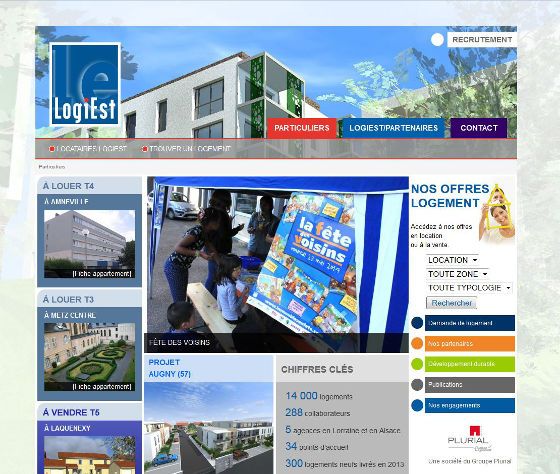 Le
LogiEst
RECRUTEMENT
PARTICULIERS
LOGIEST/PARTENAIRES
CONTACT
LOCATAIRES LOGIEST
TROUVER UN LOGEMENT
Particuliers
À LOUER T4
À AMNEVILLE
[Fiche appartement]
À LOUER T3
À METZ CENTRE
[Fiche appartement]
À VENDRE T5
À LAQUENEXY
la fête
des
voisins
FÊTE DES VOISINS
PROJET
AUGNY (57)
CHIFFRES CLÉS
14 000 logements
288 collaborateurs
5 agences en Lorraine et en Alsace
34 points d'accueil
300 logements neufs livrés en 2013
NOS OFFRES
LOGEMENT
Accédez à nos offres
en location
ou à la vente.
LOCATION
TOUTE ZONE
TOUTE TYPOLOGIE
Rechercher
Demande de logement
Nos partenaires
Développement durable
Publications
Nos engagements
PLURIAL
Une société du Groupe Plurial